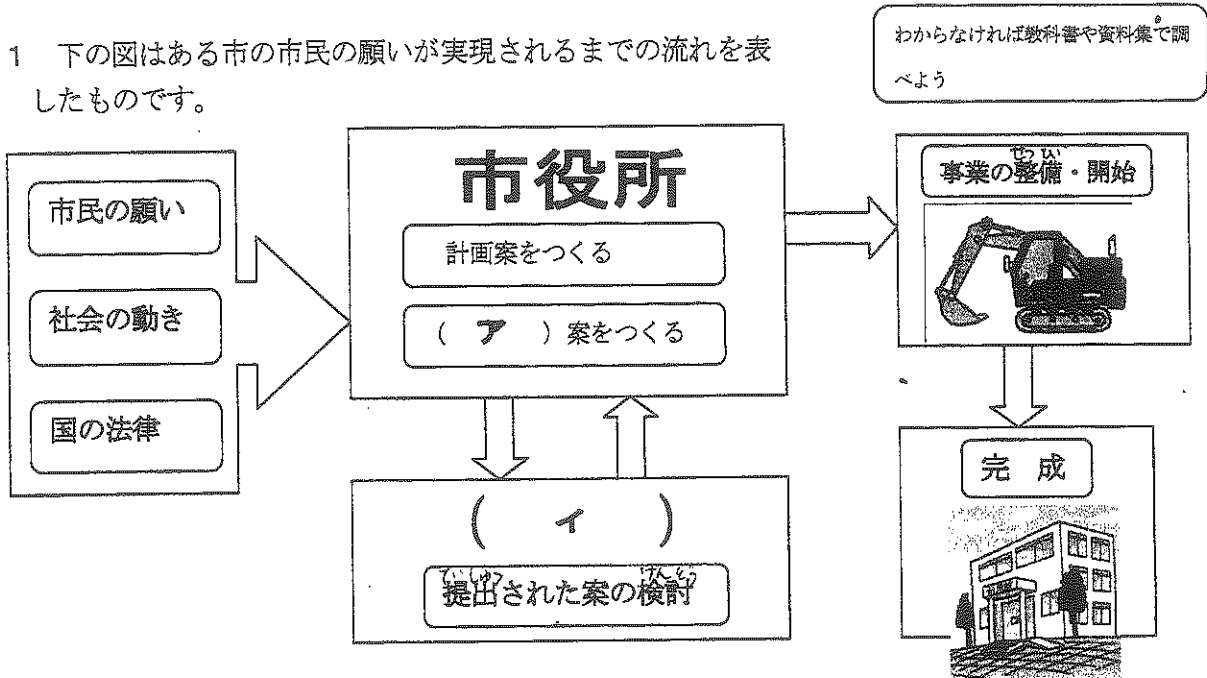 1 下の図はある市の市民の願いが実現されるまでの流れを表
したものです。
わからなければ教科書や資料集で調
べよう
市民の願い
社会の動き
国の法律
市役所
計画案をつくる
( ア ) 案をつくる
( イ )
ていしゅつ けんとう
提出された案の検討
せつび
事業の整備・開始
完 成